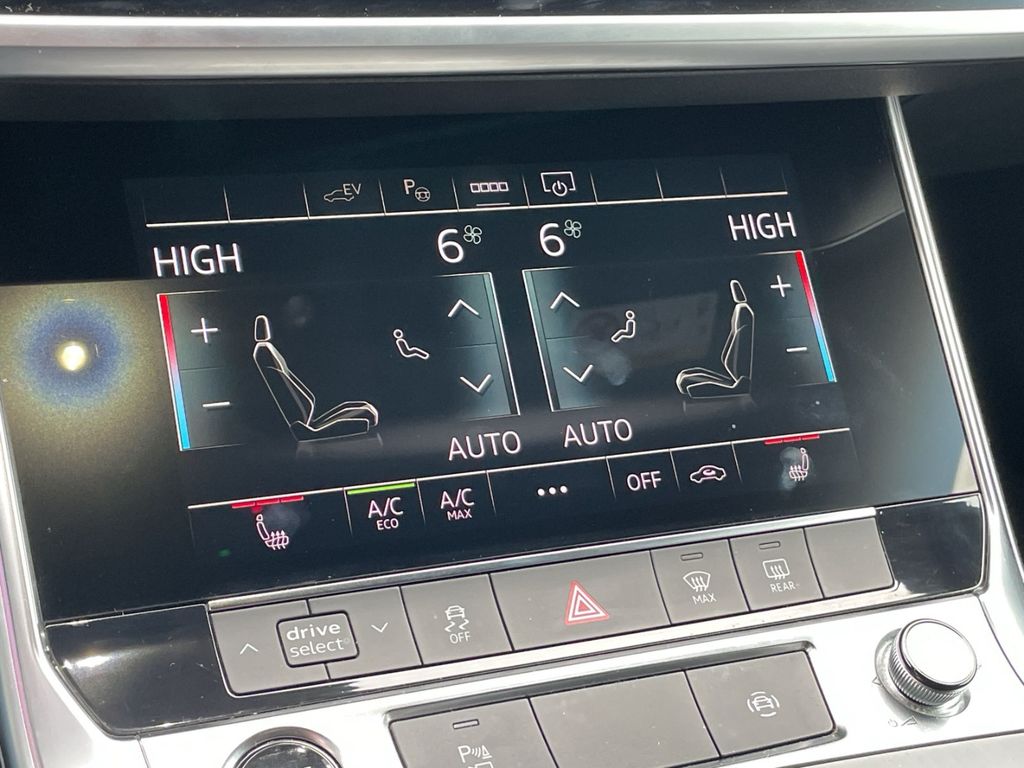 EV
P
HIGH 6 6 HIGH
+ +
− −
AUTO AUTO
A/C ECO A/C MAX ••• OFF
drive select OFF MAX REAR
P